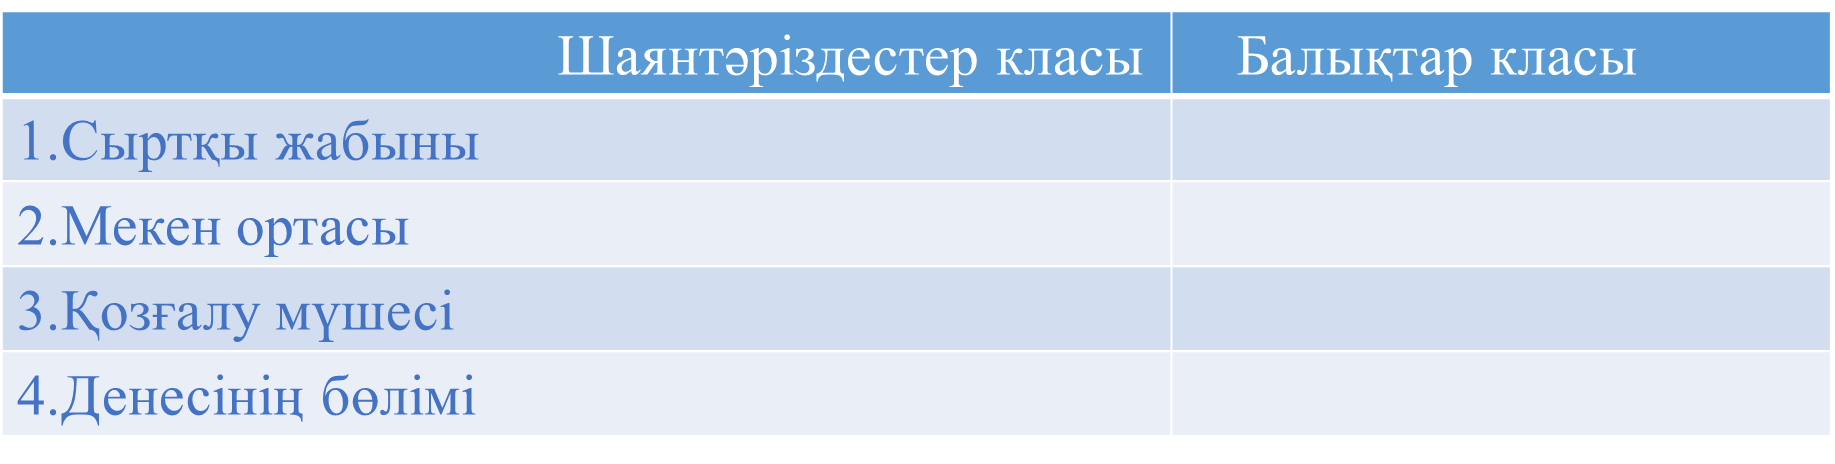 Шаянтәріздестер класы Балықтар класы
1.Сыртқы жабыны
2.Мекен ортасы
3.Қозғалу мүшесі
4.Денесінің бөлімі